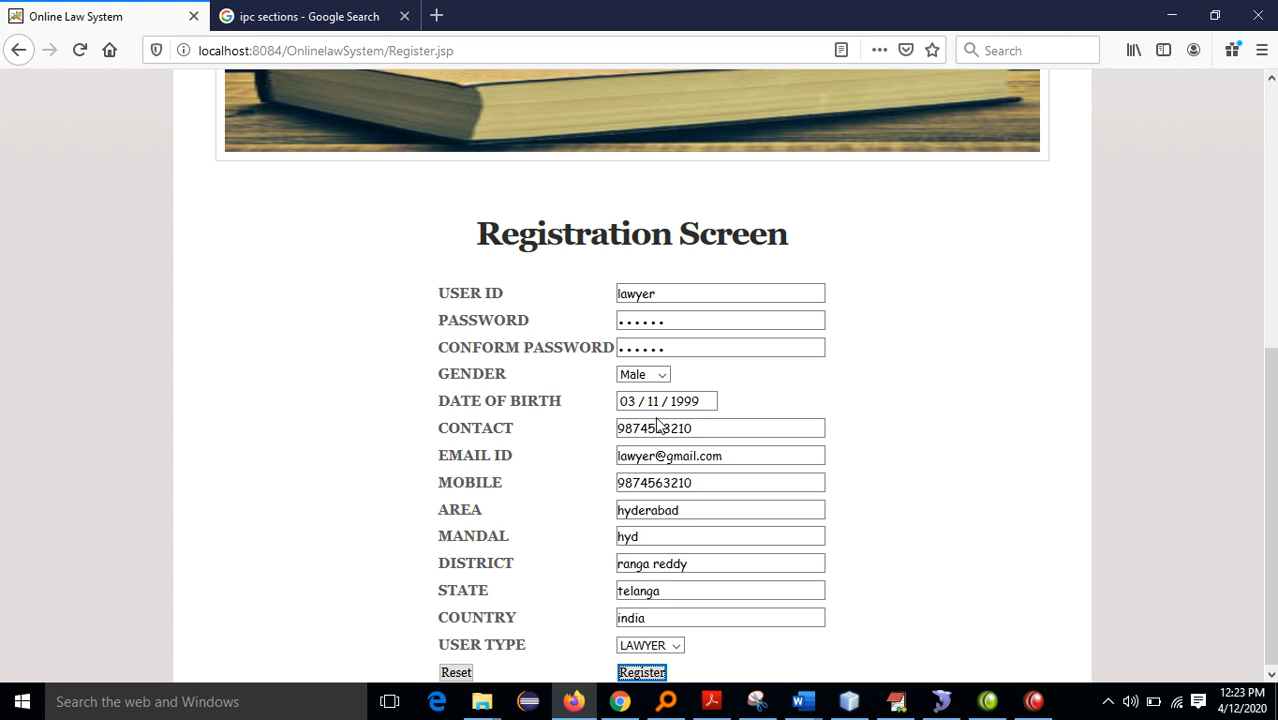 Online Law System
ipc sections - Google Search
localhost:8084/OnlinelawSystem/Register.jsp
Search
Registration Screen
USER ID lawyer
PASSWORD ••••••
CONFORM PASSWORD ••••••
GENDER Male
DATE OF BIRTH 03 / 11 / 1999
CONTACT 9874563210
EMAIL ID lawyer@gmail.com
MOBILE 9874563210
AREA hyderabad
MANDAL hyd
DISTRICT ranga reddy
STATE telanga
COUNTRY india
USER TYPE LAWYER
Reset Register
Search the web and Windows
12:23 PM
4/12/2020